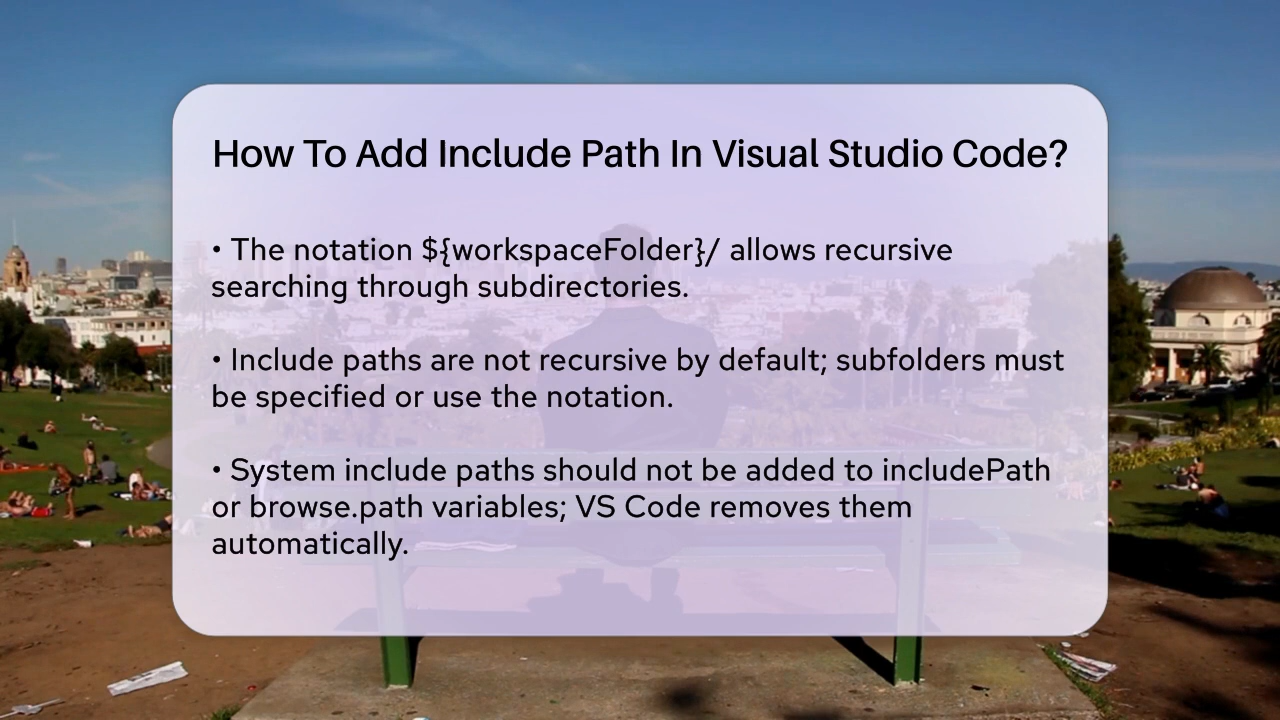 How To Add Include Path In Visual Studio Code?
• The notation ${workspaceFolder}/ allows recursive
searching through subdirectories.
• Include paths are not recursive by default; subfolders must
be specified or use the notation.
• System include paths should not be added to includePath
or browse.path variables; VS Code removes them
automatically.